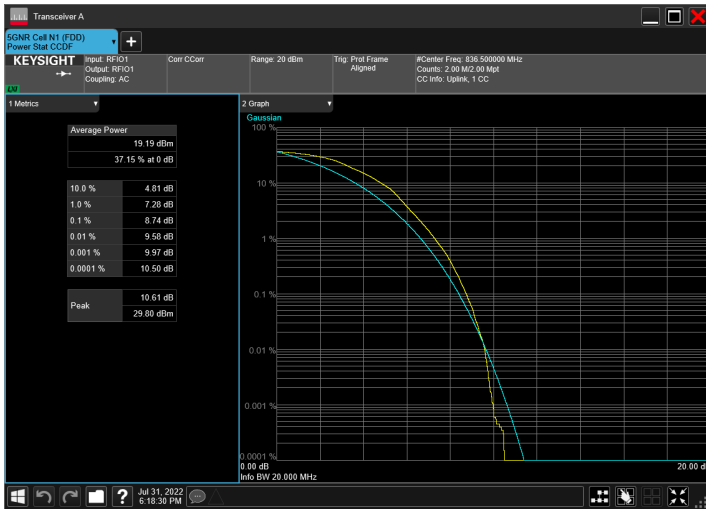 Transceiver A
5GNR Cell N1 (FDD)
Power Stat CCDF
KEYSIGHT
LXI
Input: RFIO1
Output: RFIO1
Coupling: AC
Corr CCorr
Range: 20 dBm
Trig: Prot Frame
Aligned
#Center Freq: 836.500000 MHz
Counts: 2.00 M/2.00 Mpt
CC Info: Uplink, 1 CC
1 Metrics
Average Power
19.19 dBm
37.15 % at 0 dB
10.0 % 4.81 dB
1.0 % 7.28 dB
0.1 % 8.74 dB
0.01 % 9.58 dB
0.001 % 9.97 dB
0.0001 % 10.50 dB
Peak 10.61 dB
29.80 dBm
2 Graph
Gaussian
100 %
10 %
1 %
0.1 %
0.01 %
0.001 %
0.0001 %
0.00 dB
20.00 d
Info BW 20.000 MHz
?
Jul 31, 2022
6:18:30 PM